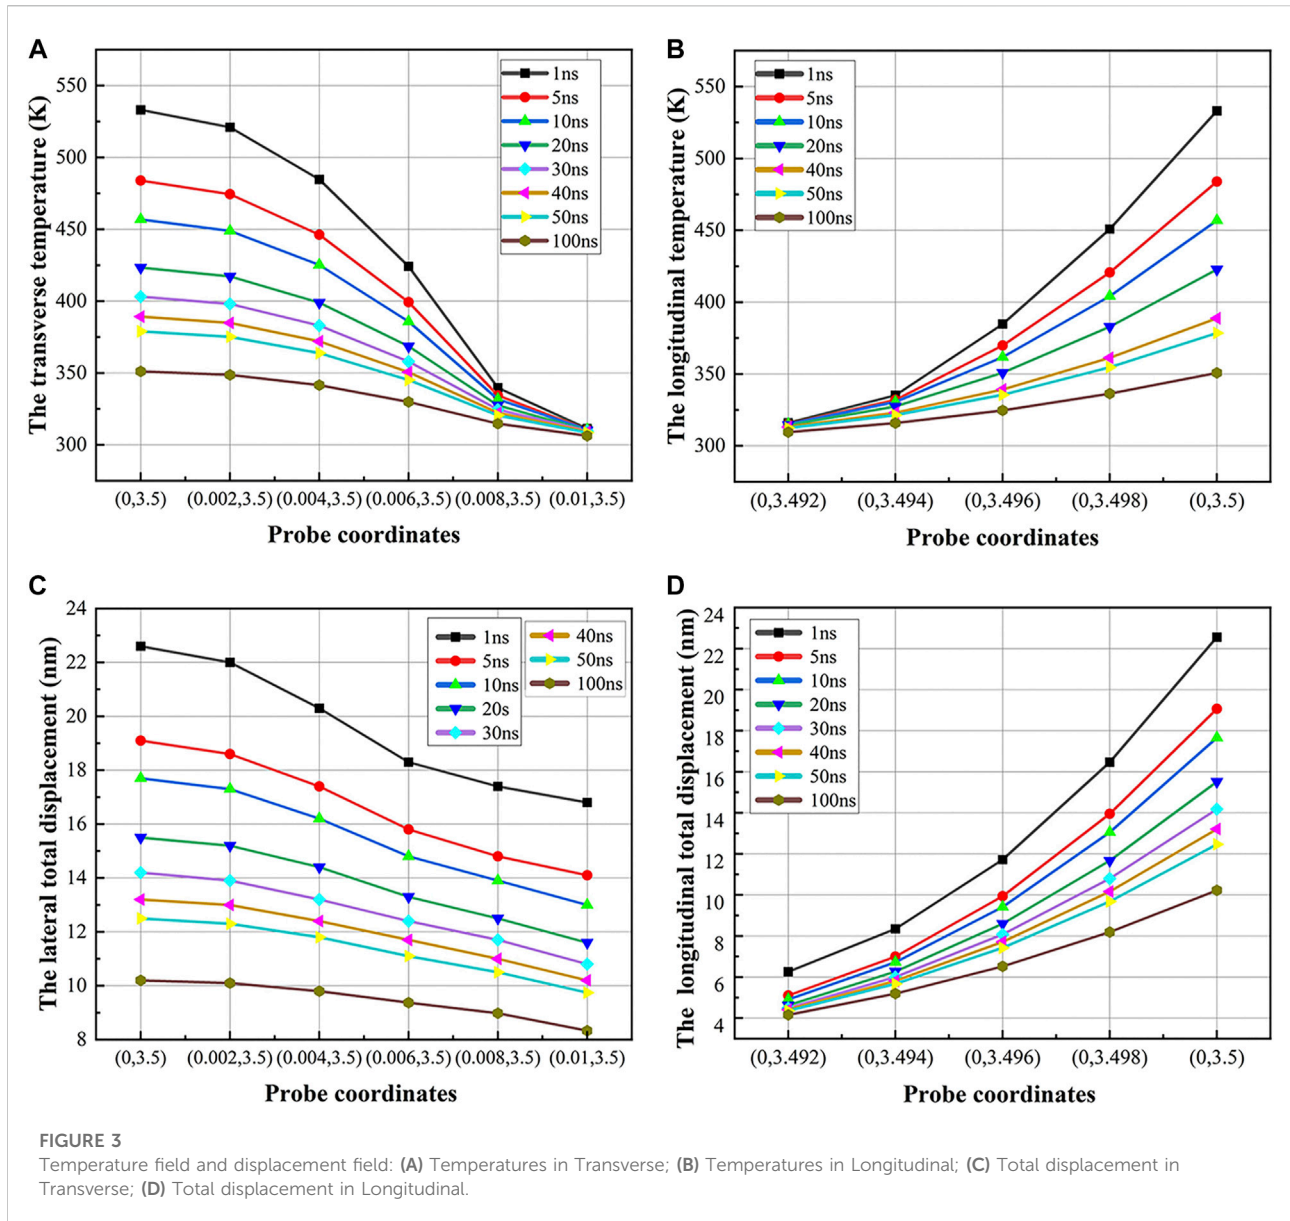 A
The transverse temperature (K)
550
500
450
400
350
300
1ns
5ns
10ns
20ns
30ns
40ns
50ns
100ns
(0,3.5)
(0.002,3.5)
(0.004,3.5)
(0.006,3.5)
(0.008,3.5)
(0.01,3.5)
Probe coordinates
B
The longitudinal temperature (K)
550
500
450
400
350
300
1ns
5ns
10ns
20ns
40ns
50ns
100ns
(0,3.492)
(0,3.494)
(0,3.496)
(0,3.498)
(0,3.5)
Probe coordinates
C
The lateral total displacement (nm)
24
22
20
18
16
14
12
10
8
1ns
5ns
10ns
20s
30ns
40ns
50ns
100ns
(0,3.5)
(0.002,3.5)
(0.004,3.5)
(0.006,3.5)
(0.008,3.5)
(0.01,3.5)
Probe coordinates
D
The longitudinal total displacement (nm)
24
22
20
18
16
14
12
10
8
6
4
1ns
5ns
10ns
20ns
30ns
40ns
50ns
100ns
(0,3.492)
(0,3.494)
(0,3.496)
(0,3.498)
(0,3.5)
Probe coordinates
FIGURE 3
Temperature field and displacement field: (A) Temperatures in Transverse; (B) Temperatures in Longitudinal; (C) Total displacement in
Transverse; (D) Total displacement in Longitudinal.